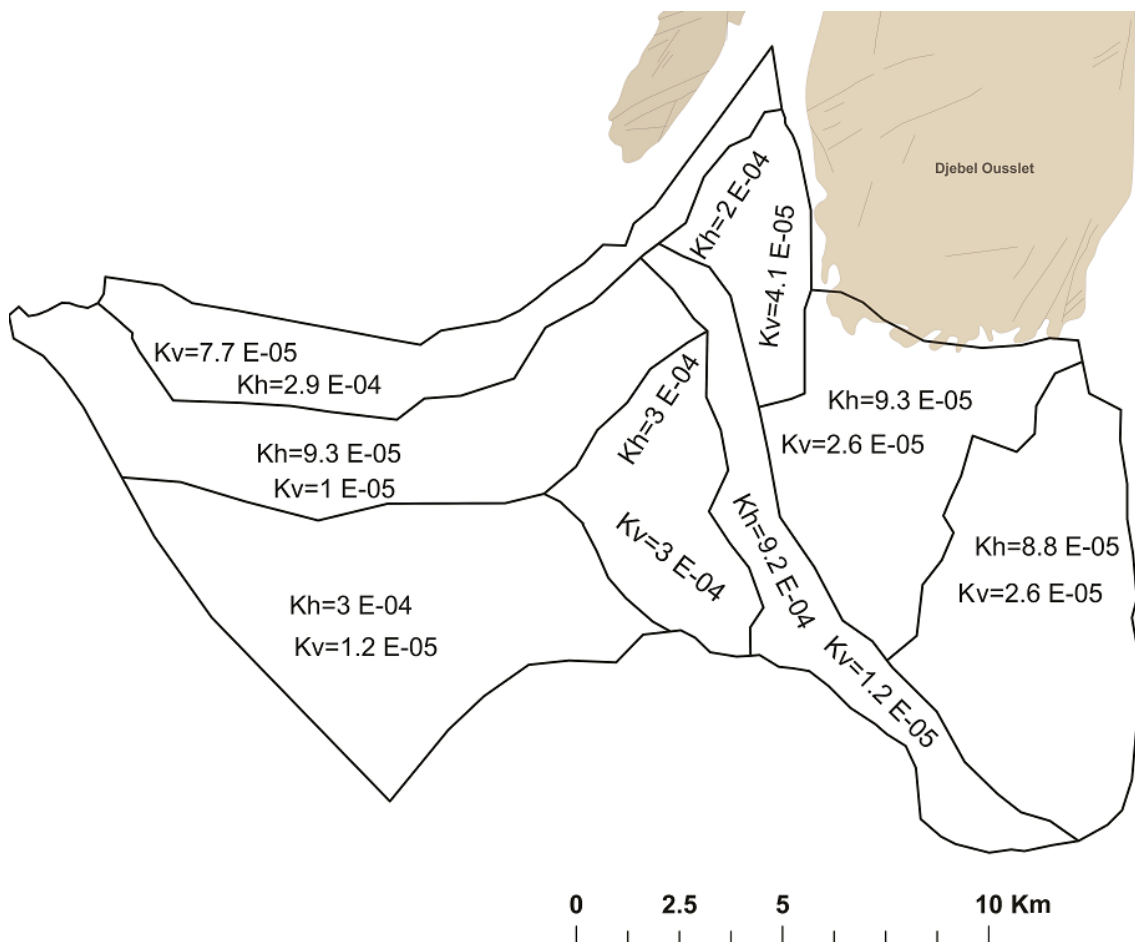 Djebel Ousslet
Kh=2 E-04
Kv=4.1 E-05
Kv=7.7 E-05
Kh=2.9 E-04
Kh=3 E-04
Kh=9.3 E-05
Kv=2.6 E-05
Kh=9.3 E-05
Kv=1 E-05
Kh=9.2 E-04
Kv=1.2 E-05
Kv=3 E-04
Kh=8.8 E-05
Kv=2.6 E-05
Kh=3 E-04
Kv=1.2 E-05
0 2.5 5 10 Km